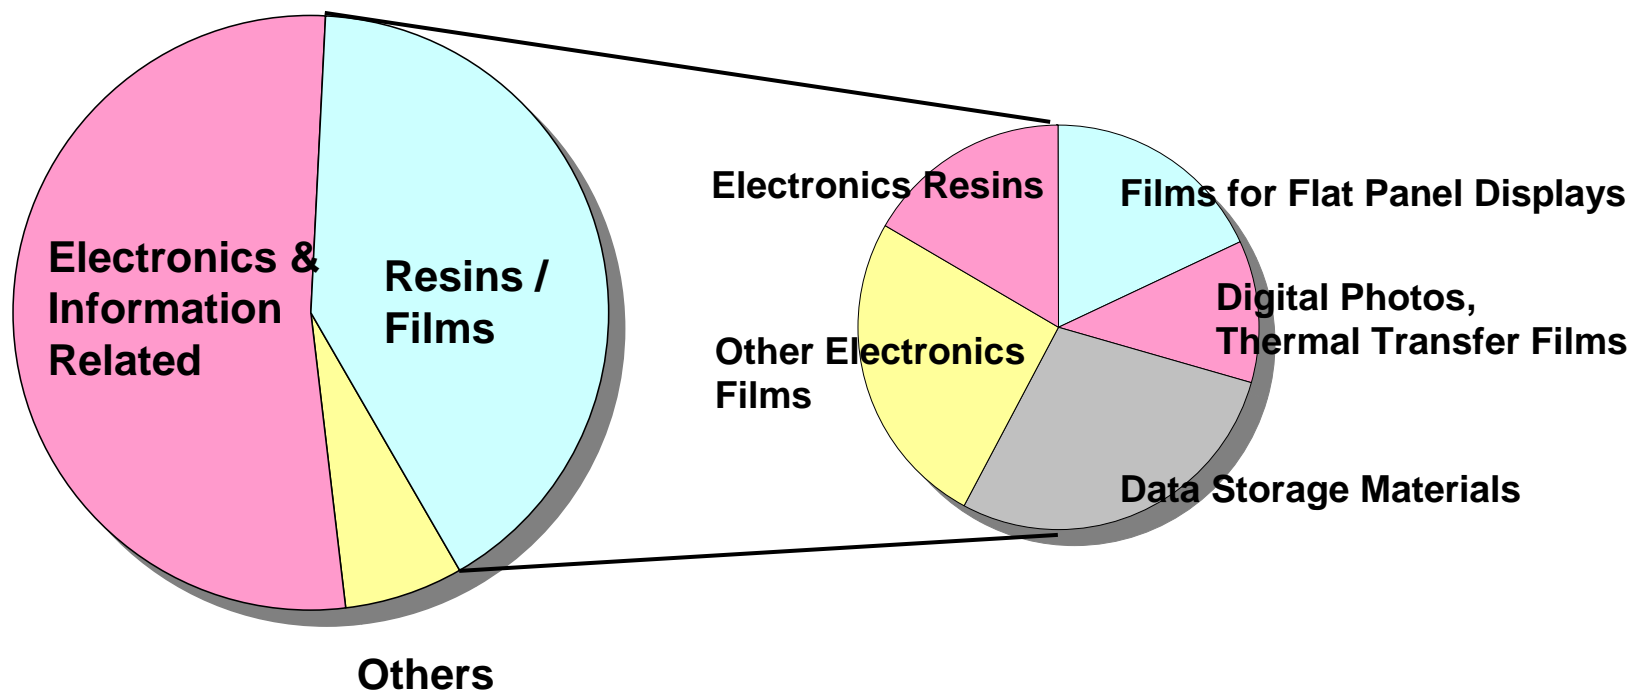 Electronics &
Information
Related
Resins /
Films
Others
Electronics Resins
Films for Flat Panel Displays
Digital Photos,
Thermal Transfer Films
Other Electronics
Films
Data Storage Materials